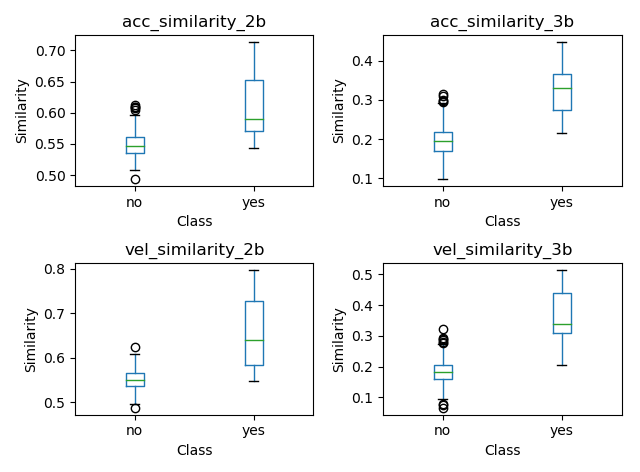 acc_similarity_2b
Similarity
0.70
0.65
0.60
0.55
0.50
no yes
Class
acc_similarity_3b
Similarity
0.4
0.3
0.2
0.1
no yes
Class
vel_similarity_2b
Similarity
0.8
0.7
0.6
0.5
no yes
Class
vel_similarity_3b
Similarity
0.5
0.4
0.3
0.2
0.1
no yes
Class